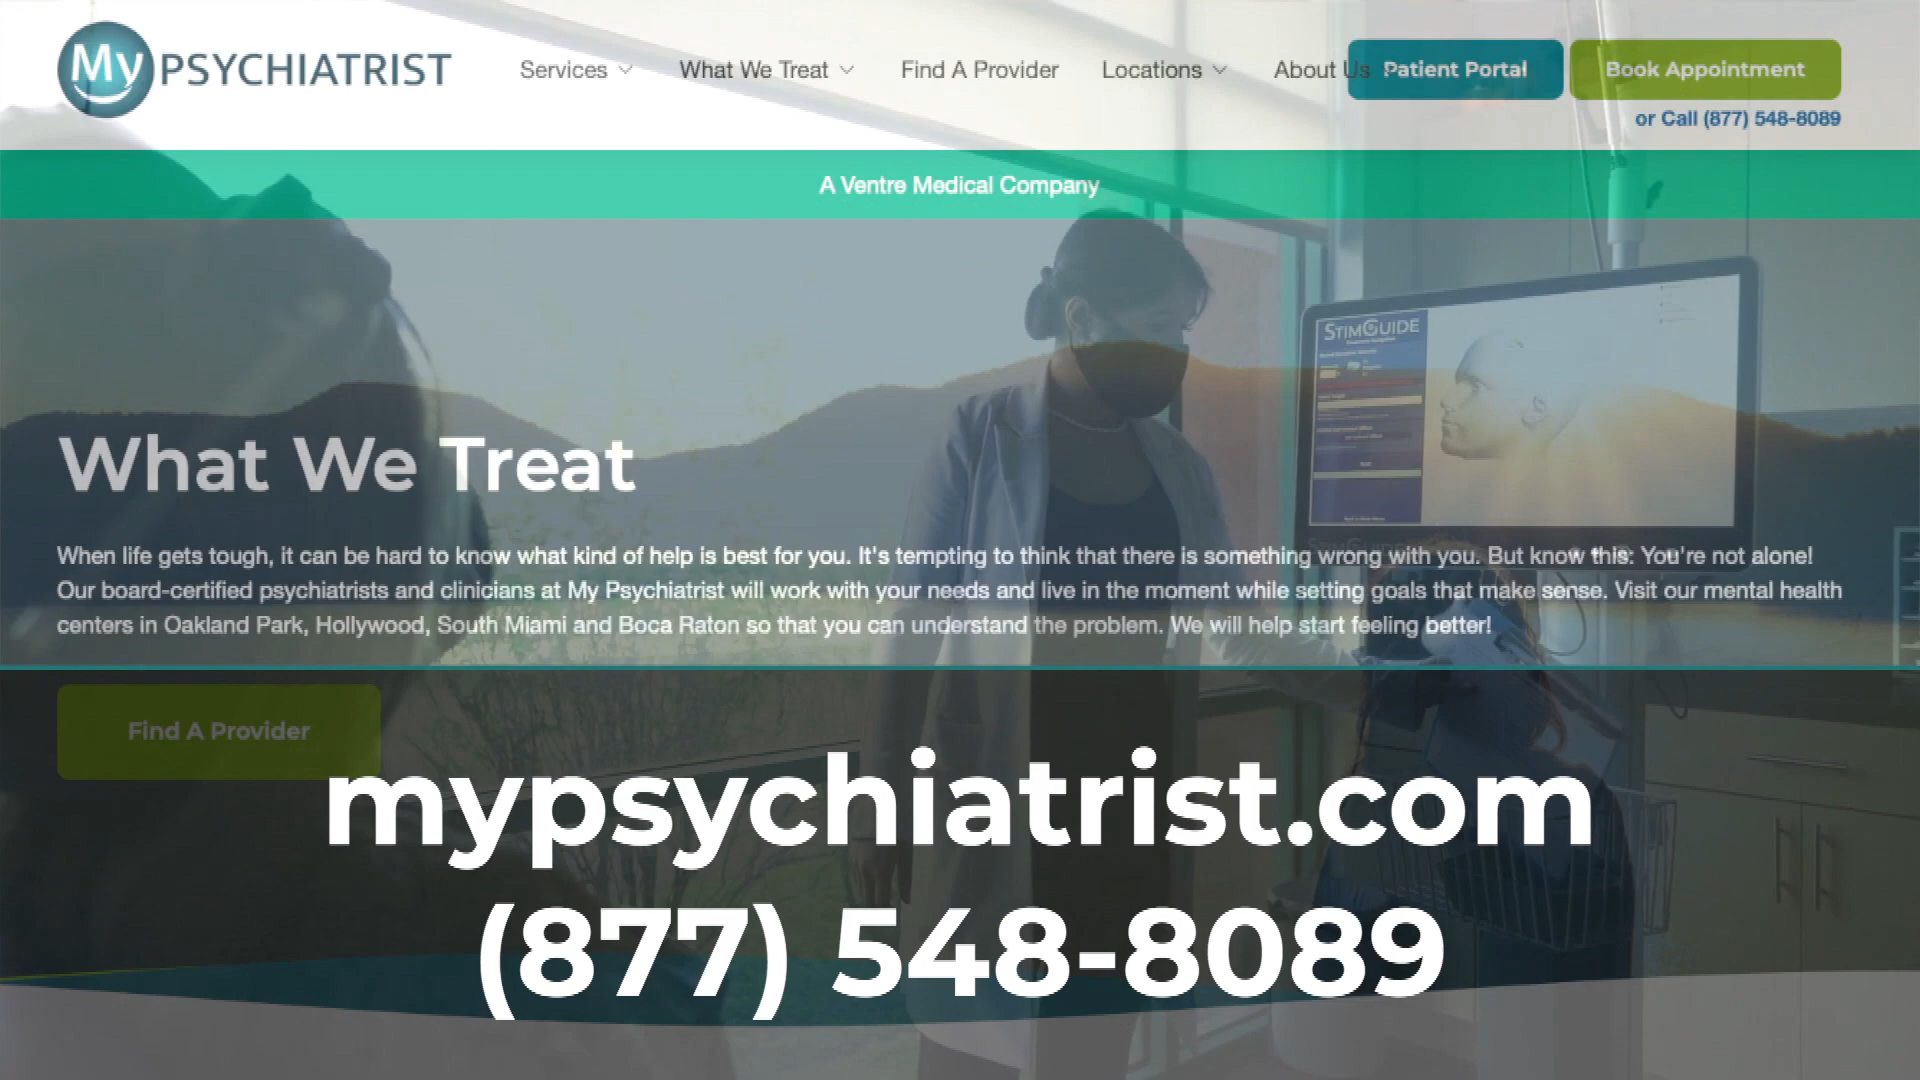 My PSYCHIATRIST
Services
What We Treat
Find A Provider
Locations
About Us
Patient Portal
Book Appointment
or Call (877) 548-8089
A Ventre Medical Company
STIMGUIDE
What We Treat
When life gets tough, it can be hard to know what kind of help is best for you. It's tempting to think that there is something wrong with you. But know this: You're not alone!
Our board-certified psychiatrists and clinicians at My Psychiatrist will work with your needs and live in the moment while setting goals that make sense. Visit our mental health
centers in Oakland Park, Hollywood, South Miami and Boca Raton so that you can understand the problem. We will help start feeling better!
Find A Provider
mypsychiatrist.com
(877) 548-8089